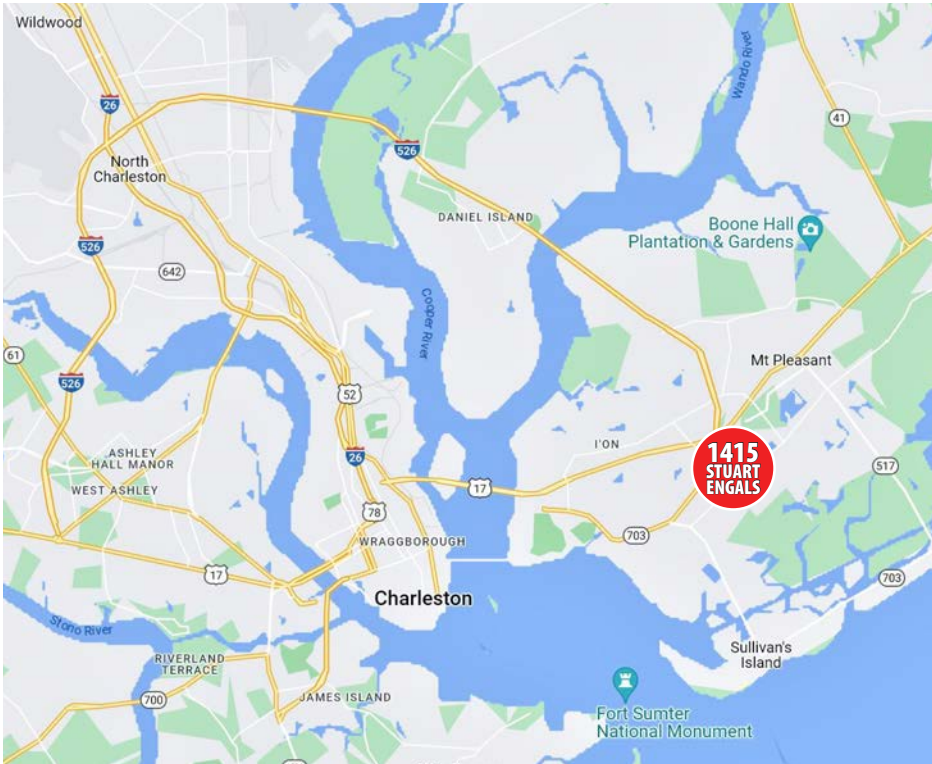 Wildwood
26
Wando River
41
526
North
Charleston
DANIEL ISLAND
Boone Hall
Plantation & Gardens
526
642
Cooper River
61
526
52
Mt Pleasant
ASHLEY
HALL MANOR
I'ON
1415
STUART
ENGALS
26
517
WEST ASHLEY
17
78
703
WRAGGBOROUGH
17
703
Charleston
Stono River
RIVERLAND
TERRACE
Sullivan's
Island
700
JAMES ISLAND
Fort Sumter
National Monument